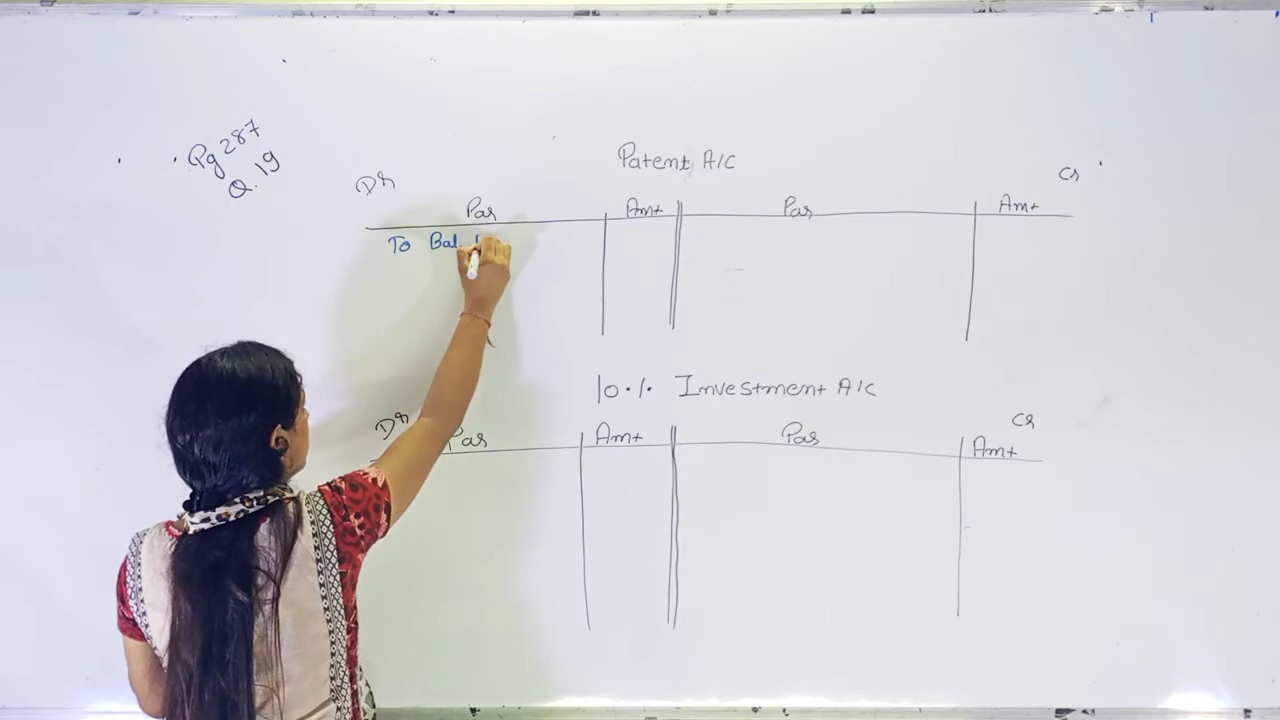 Pg 287
Q. 19
Patent A/C
Dr Cr
Par Amt Par Amt
To Bal.
10.1. Investment A/C
Dr Cr
Par Amt Par Amt